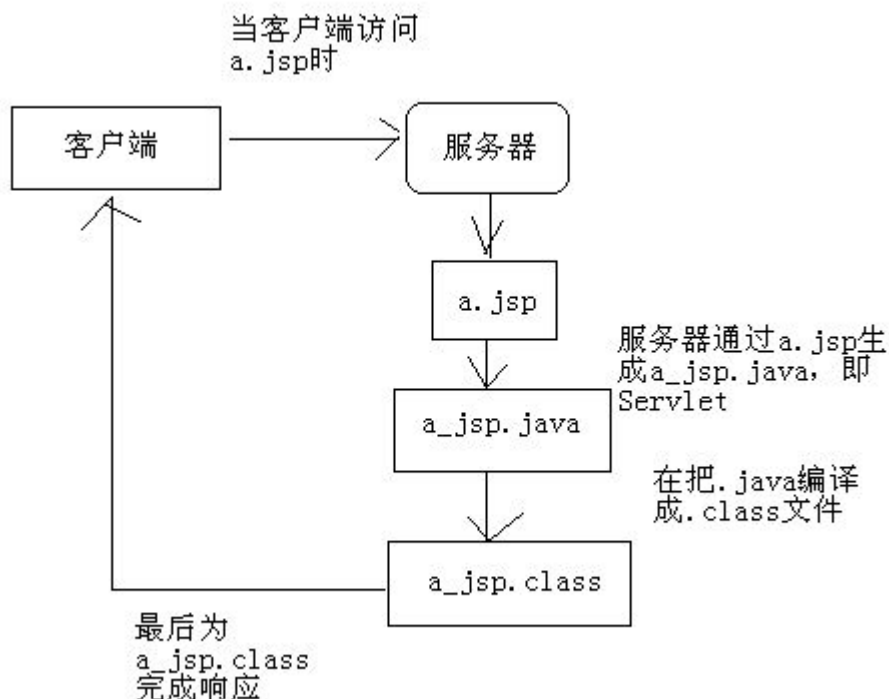 当客户端访问
a.jsp时
客户端
服务器
a.jsp
服务器通过a.jsp生
成a_jsp.java，即
Servlet
a_jsp.java
在把.java编译
成.class文件
a_jsp.class
最后为
a_jsp.class
完成响应